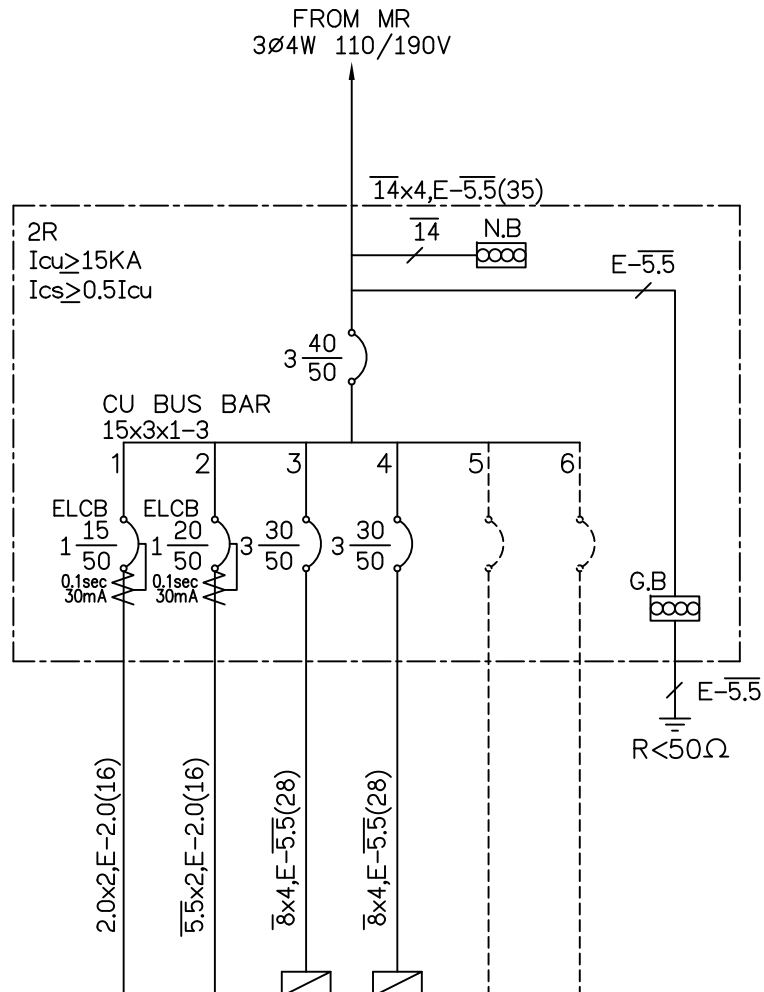 FROM MR
3Ø4W 110/190V
14x4,E-5.5(35)
2R
Icu≥15KA
Ics≥0.5Icu
14
N.B
E-5.5
3 40/50
CU BUS BAR
15x3x1-3
1 2 3 4 5 6
ELCB
1 15/50
0.1sec
30mA
ELCB
1 20/50
0.1sec
30mA
3 30/50
3 30/50
G.B
E-5.5
R<50Ω
2.0x2,E-2.0(16)
5.5x2,E-2.0(16)
8x4,E-5.5(28)
8x4,E-5.5(28)